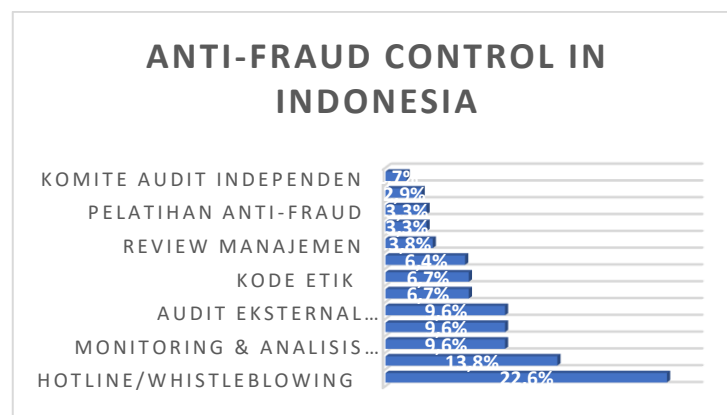 ANTI-FRAUD CONTROL IN
INDONESIA
KOMITE AUDIT INDEPENDEN
2,9%
PELATIHAN ANTI-FRAUD 3,3%
3,3%
REVIEW MANAJEMEN 3,8%
6,4%
KODE ETIK 6,7%
6,7%
AUDIT EKSTERNAL… 9,6%
9,6%
MONITORING & ANALISIS… 9,6%
13,8%
HOTLINE/WHISTLEBLOWING 22,6%